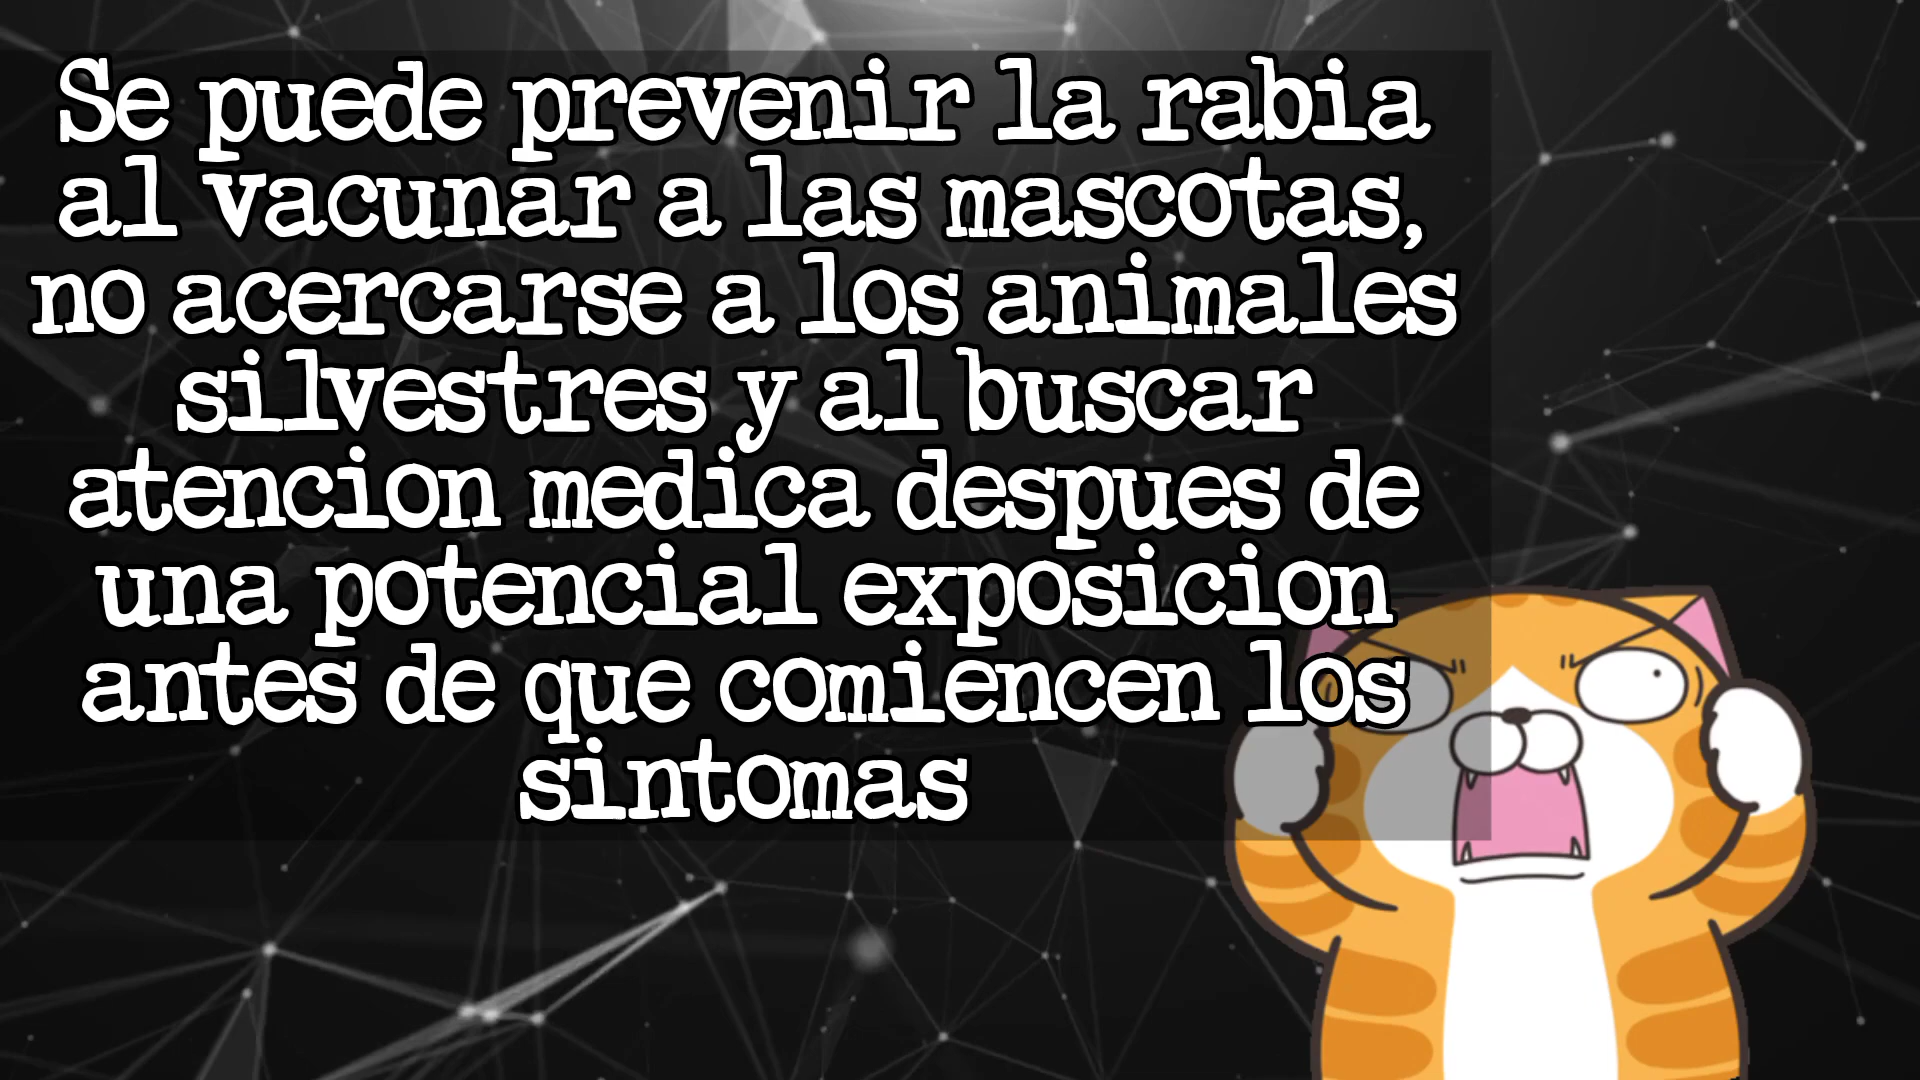 Se puede prevenir la rabia
al vacunar a las mascotas,
no acercarse a los animales
silvestres y al buscar
atencion medica despues de
una potencial exposicion
antes de que comiencen los
sintomas